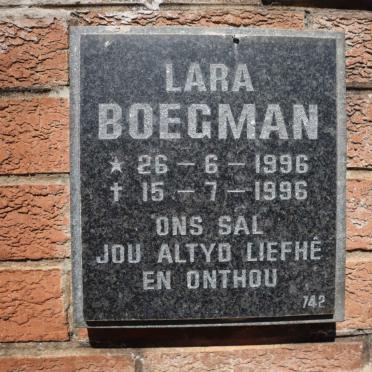 LARA
BOEGMAN
★ 26 – 6 – 1996
✝ 15 – 7 – 1996
ONS SAL
JOU ALTYD LIEFHÊ
EN ONTHOU
742